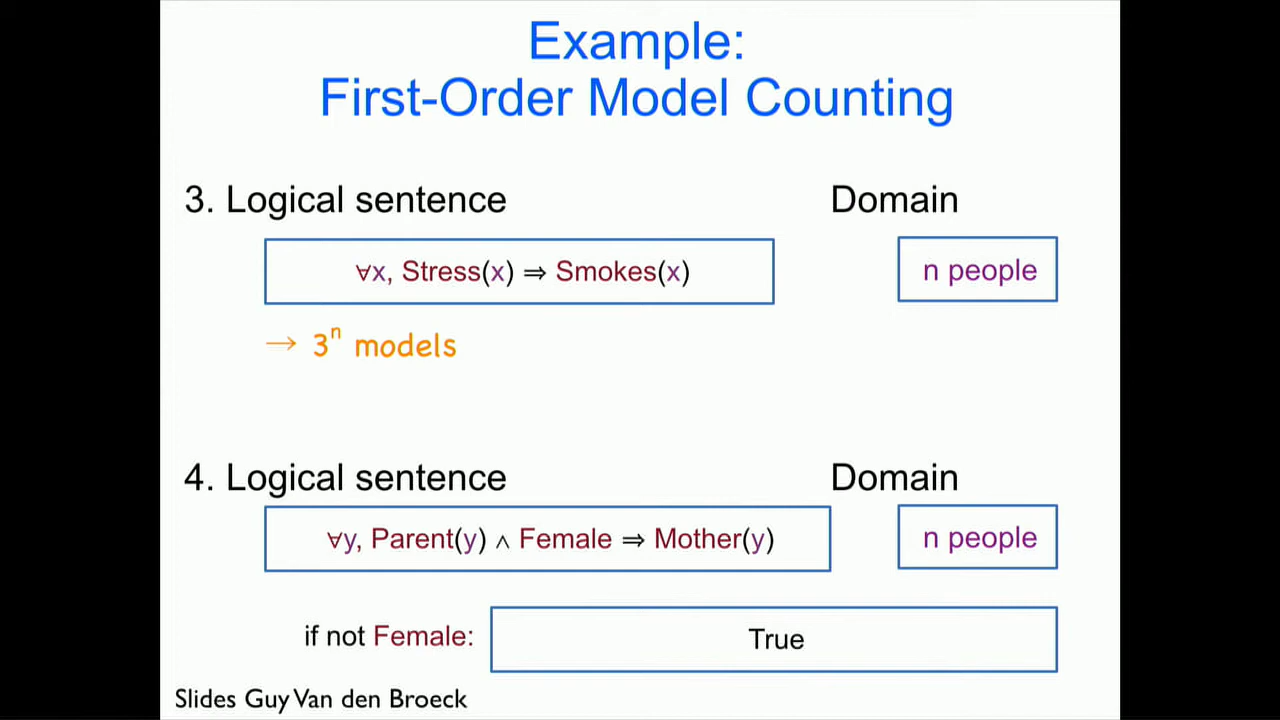 Example:
First-Order Model Counting
3. Logical sentence Domain
∀x, Stress(x) ⇒ Smokes(x) n people
→ 3ⁿ models
4. Logical sentence Domain
∀y, Parent(y) ∧ Female ⇒ Mother(y) n people
if not Female: True
Slides Guy Van den Broeck